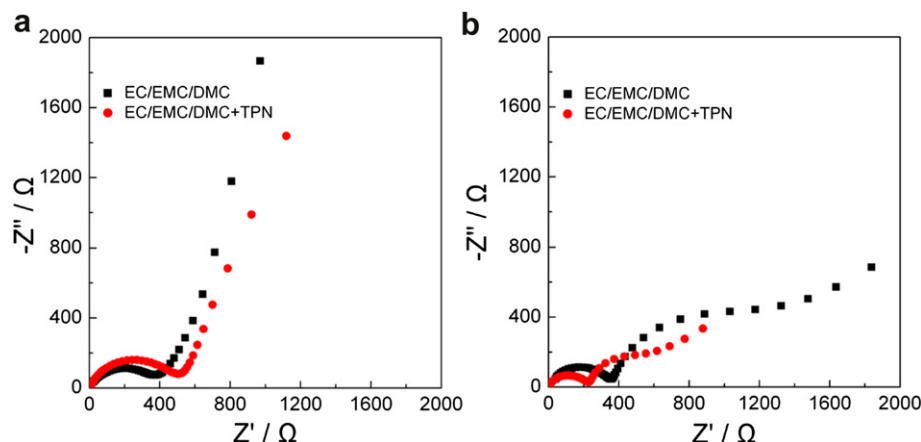 a
2000
1600
1200
800
400
0
-Z" / Ω
EC/EMC/DMC
EC/EMC/DMC+TPN
0 400 800 1200 1600 2000
Z' / Ω
b
2000
1600
1200
800
400
0
-Z" / Ω
EC/EMC/DMC
EC/EMC/DMC+TPN
0 400 800 1200 1600 2000
Z' / Ω